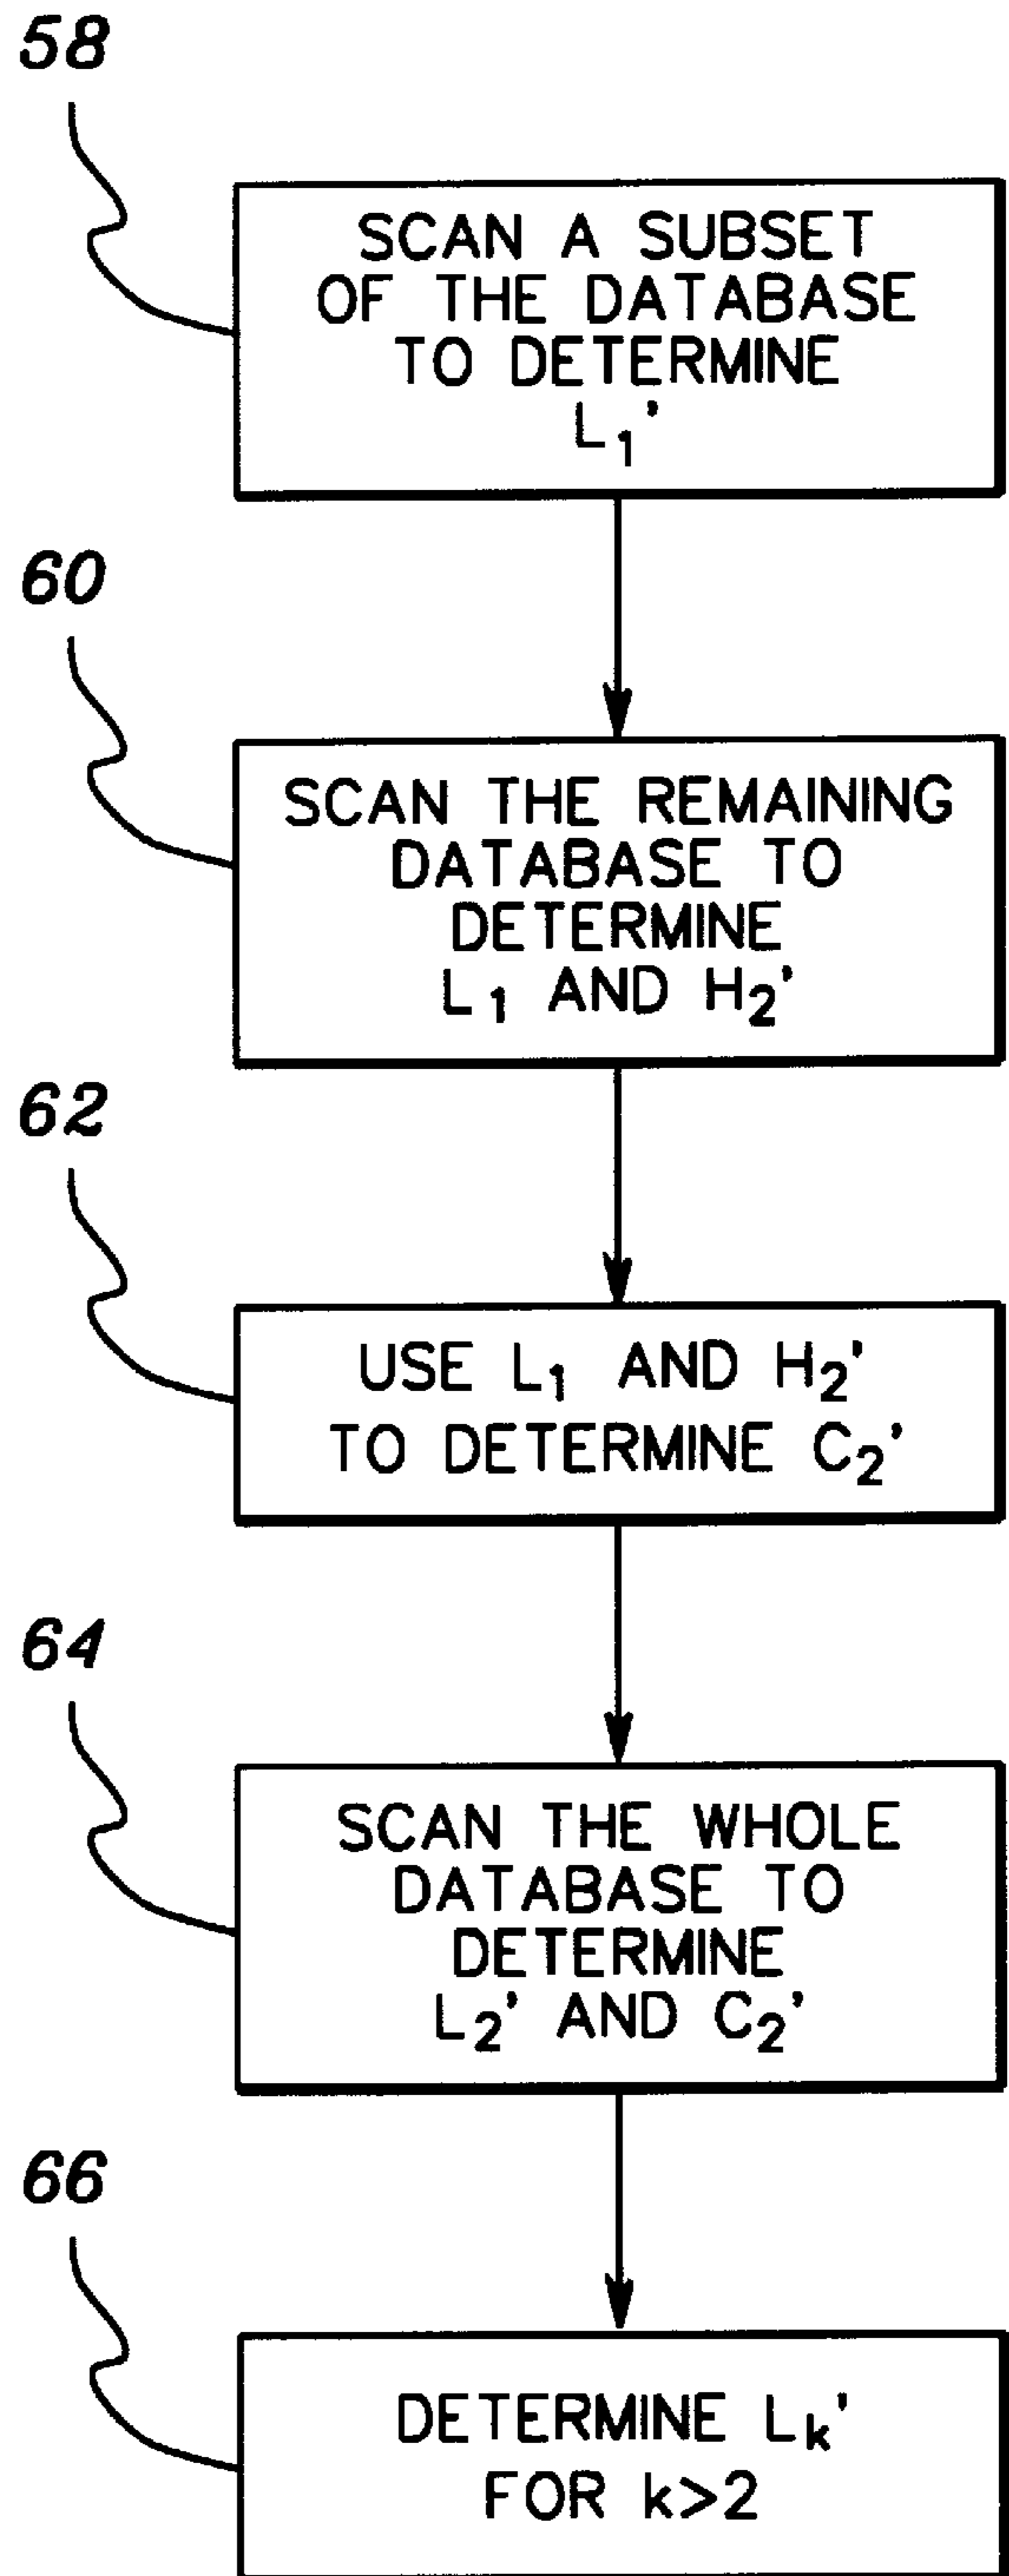 58
SCAN A SUBSET
OF THE DATABASE
TO DETERMINE
L₁'
60
SCAN THE REMAINING
DATABASE TO
DETERMINE
L₁ AND H₂'
62
USE L₁ AND H₂'
TO DETERMINE C₂'
64
SCAN THE WHOLE
DATABASE TO
DETERMINE
L₂' AND C₂'
66
DETERMINE Lₖ'
FOR k>2